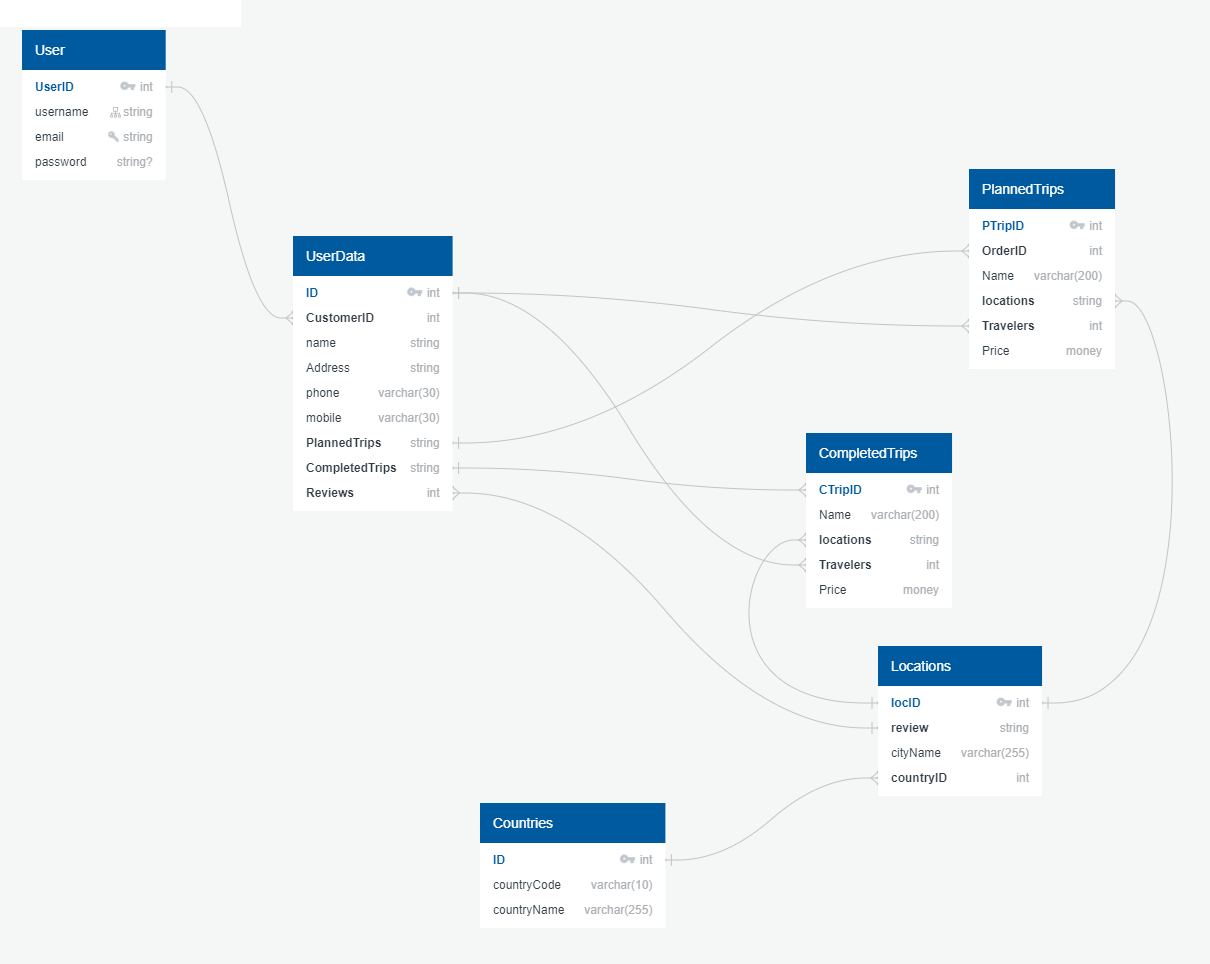 User
UserID int
username string
email string
password string?
UserData
ID int
CustomerID int
name string
Address string
phone varchar(30)
mobile varchar(30)
PlannedTrips string
CompletedTrips string
Reviews int
PlannedTrips
PTripID int
OrderID int
Name varchar(200)
locations string
Travelers int
Price money
CompletedTrips
CTripID int
Name varchar(200)
locations string
Travelers int
Price money
Locations
locID int
review string
cityName varchar(255)
countryID int
Countries
ID int
countryCode varchar(10)
countryName varchar(255)